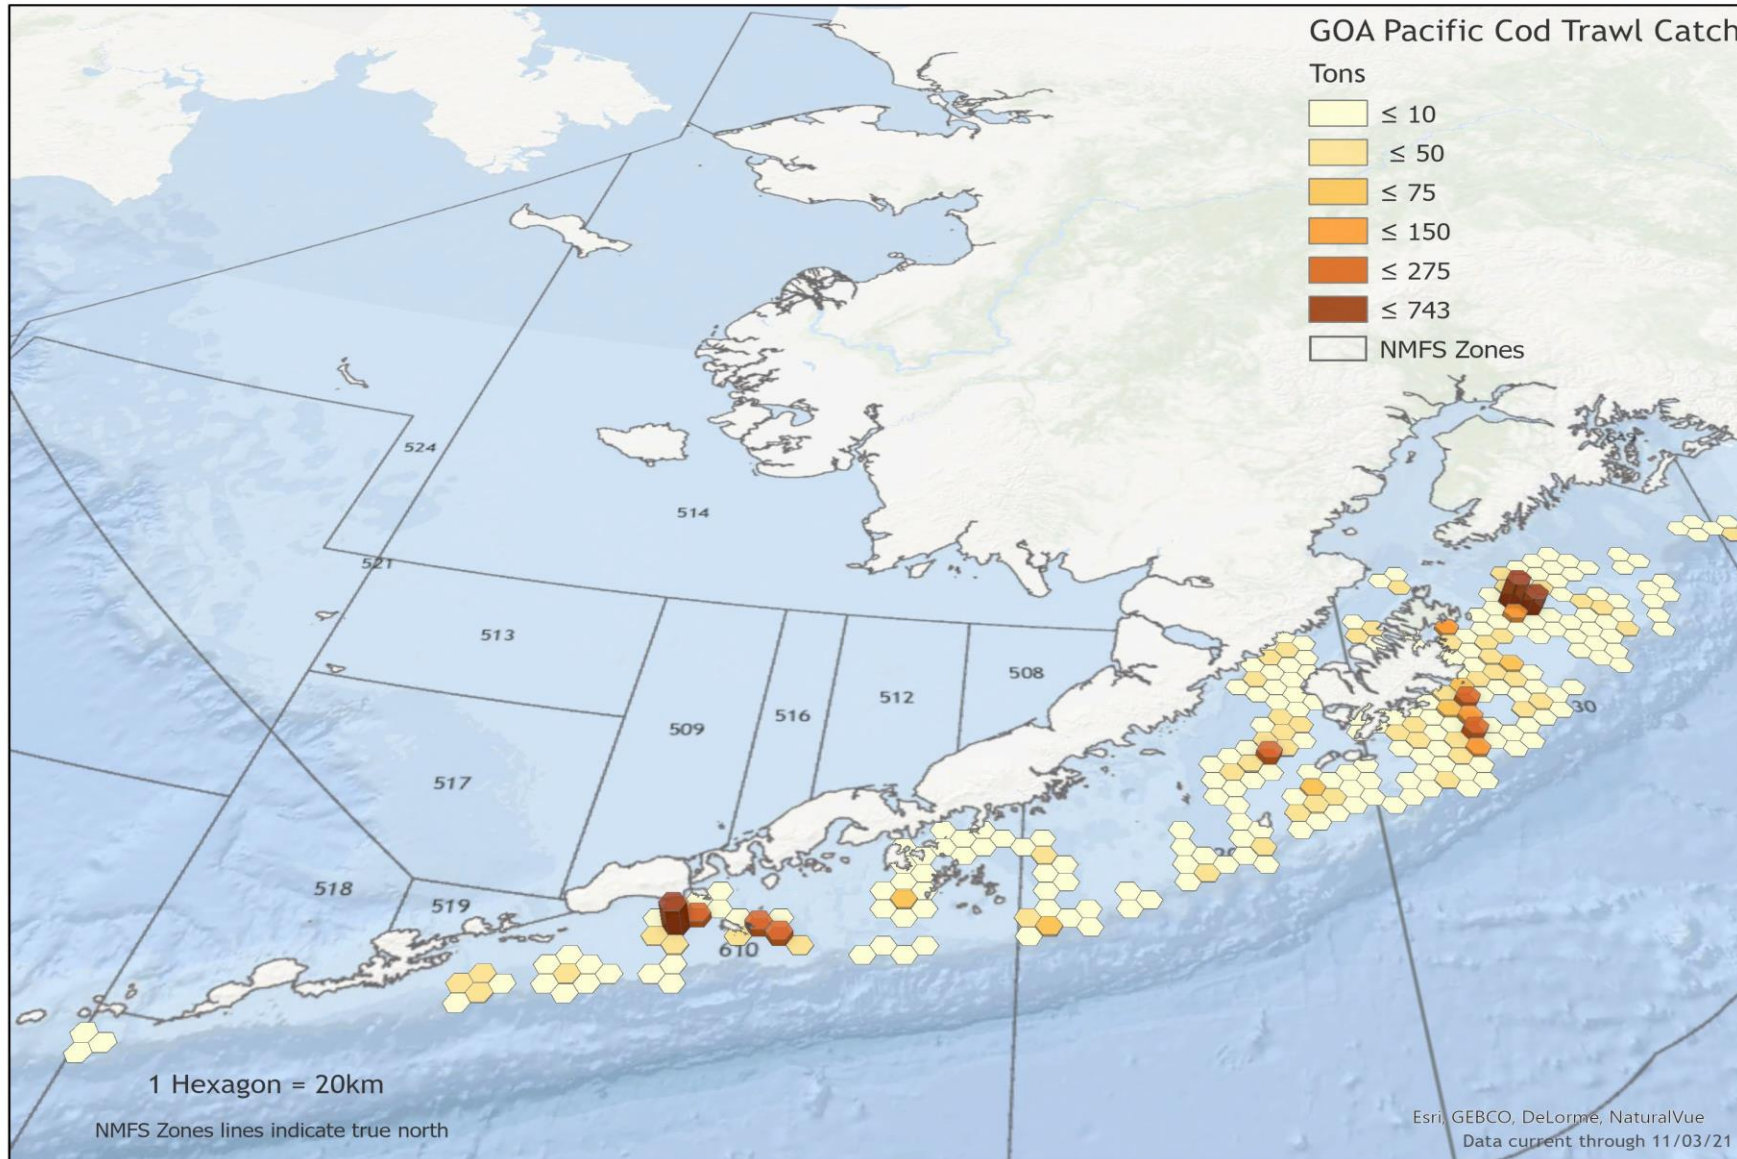 GOA Pacific Cod Trawl Catch
Tons
≤ 10
≤ 50
≤ 75
≤ 150
≤ 275
≤ 743
NMFS Zones
524
514
521
513
508
512
516
509
517
30
518
519
610
1 Hexagon = 20km
NMFS Zones lines indicate true north
Esri, GEBCO, DeLorme, NaturalVue
Data current through 11/03/21